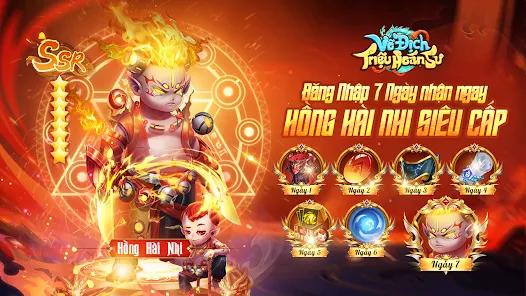 SSR
Vô Địch
Triệu Hoán Sư
Đăng Nhập 7 Ngày nhận ngay
HỒNG HÀI NHI SIÊU CẤP
Ngày 1
Ngày 2
Ngày 3
Ngày 4
Ngày 5
Ngày 6
Ngày 7
Hồng Hài Nhi